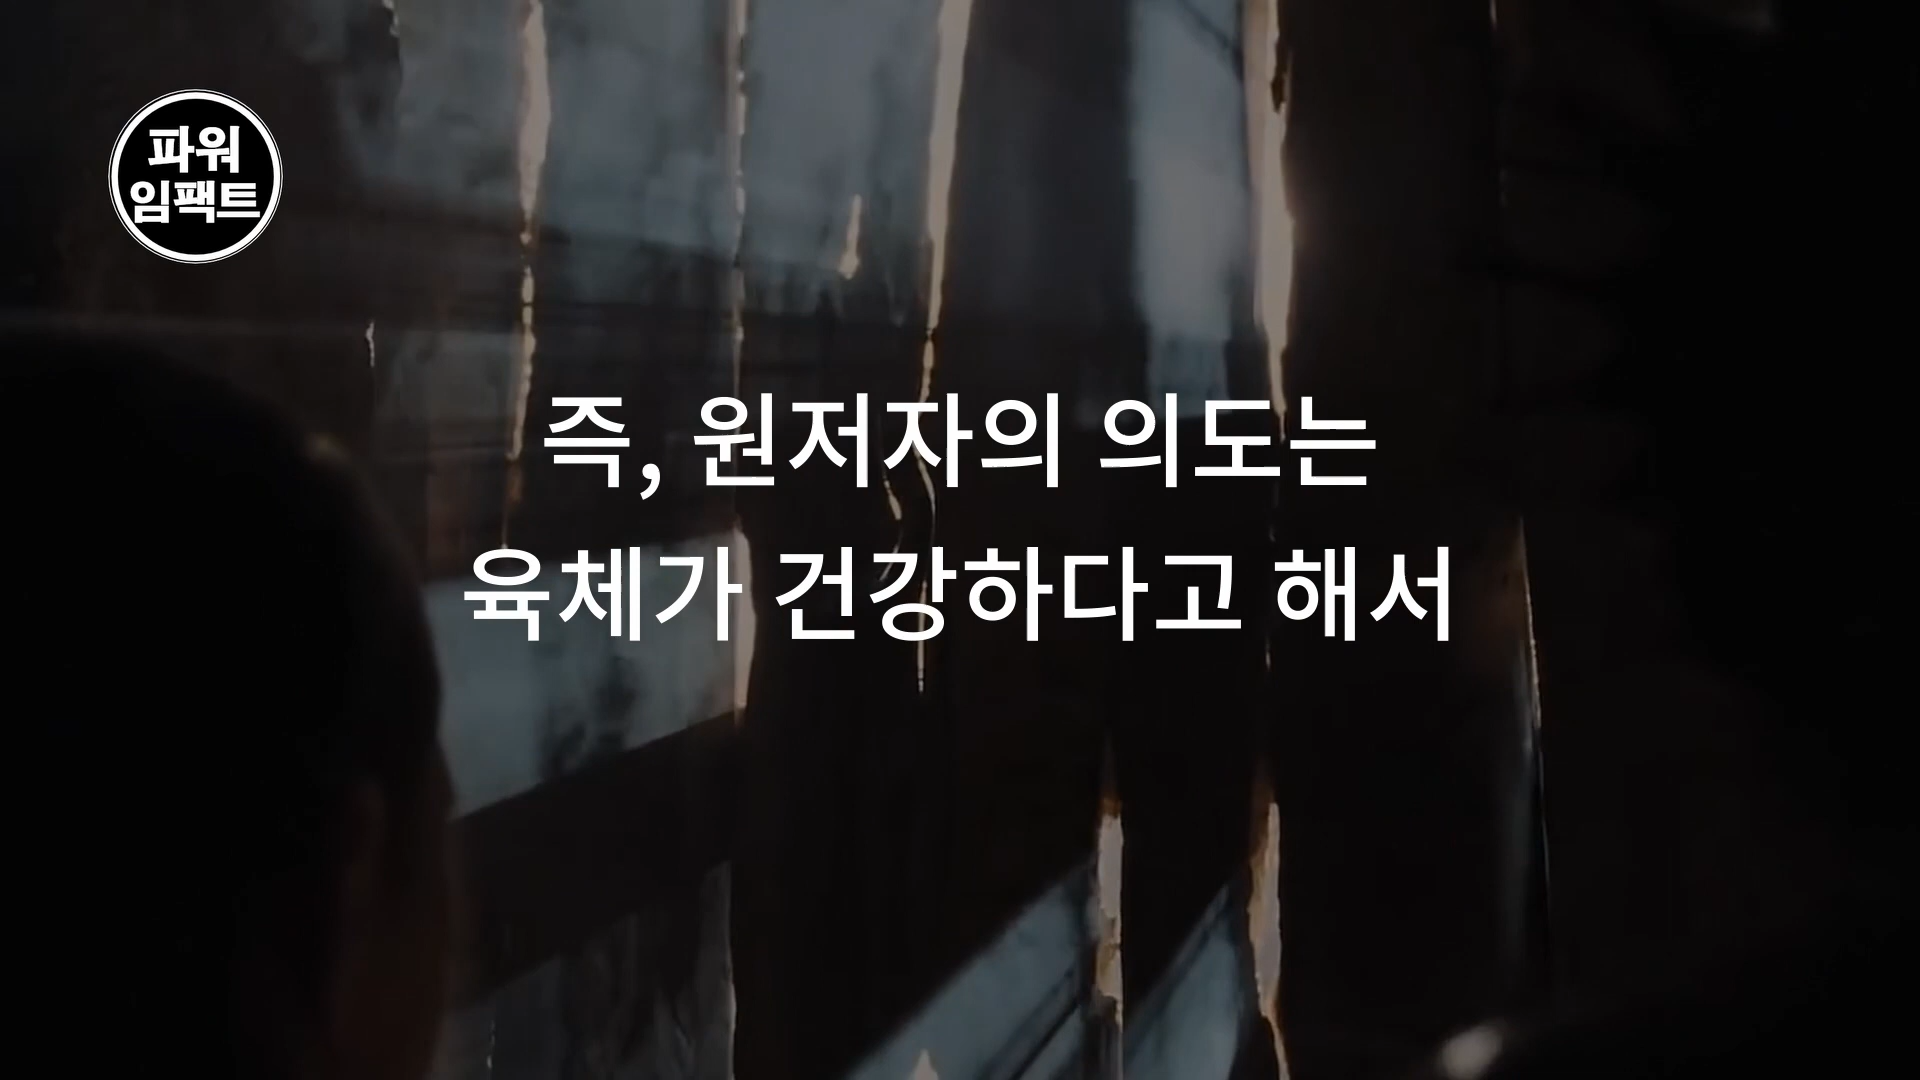 파워
임팩트
즉, 원저자의 의도는
육체가 건강하다고 해서